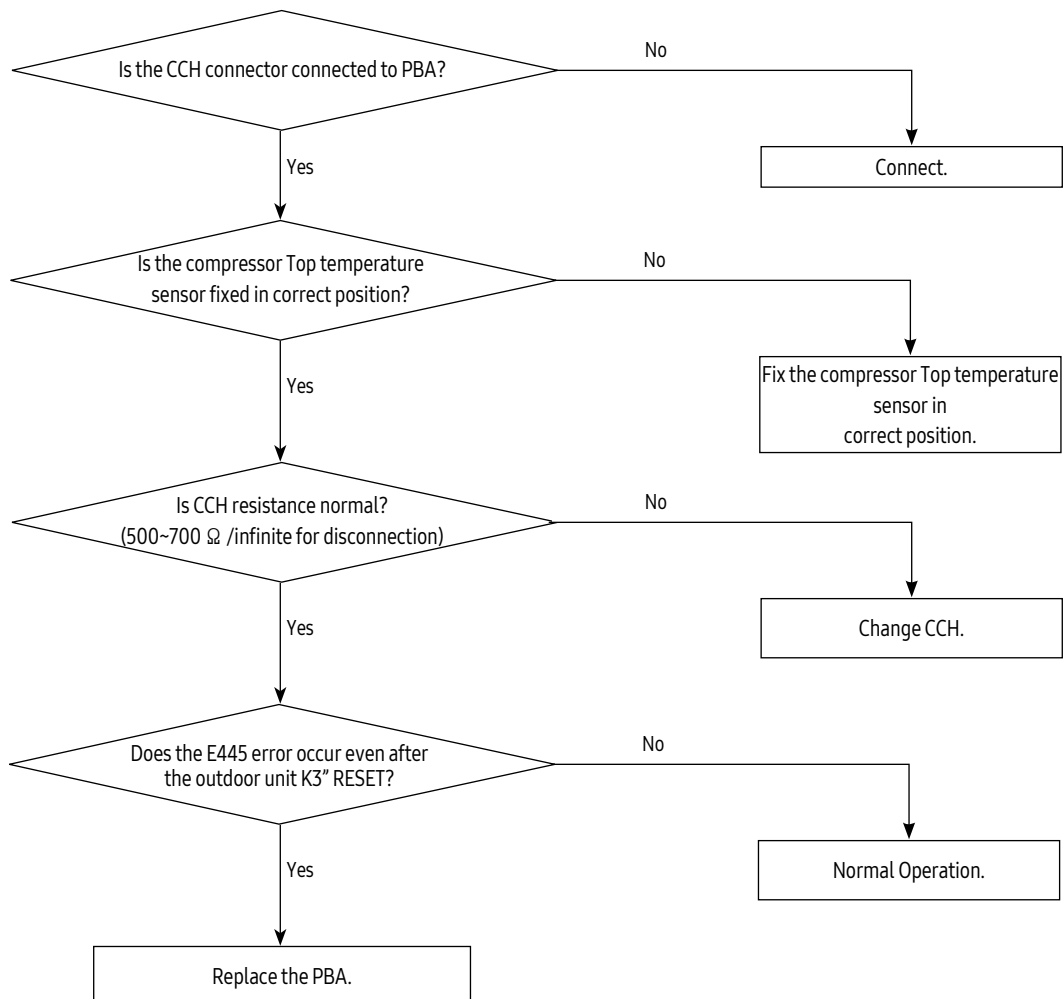 Is the CCH connector connected to PBA?
No
Connect.
Yes
Is the compressor Top temperature
sensor fixed in correct position?
No
Fix the compressor Top temperature
sensor in
correct position.
Yes
Is CCH resistance normal?
(500~700 Ω /infinite for disconnection)
No
Change CCH.
Yes
Does the E445 error occur even after
the outdoor unit K3" RESET?
No
Normal Operation.
Yes
Replace the PBA.